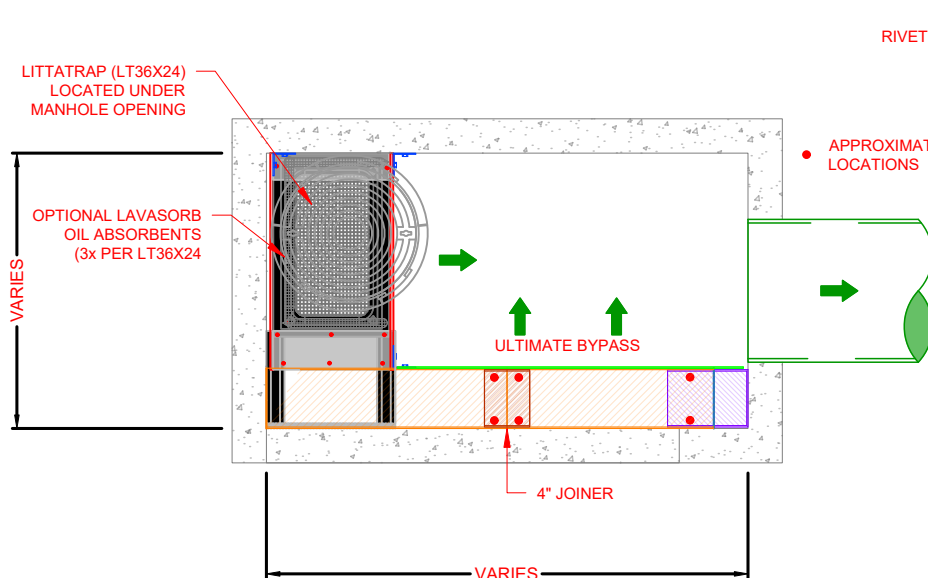 RIVET
LITTATRAP (LT36X24)
LOCATED UNDER
MANHOLE OPENING
APPROXIMAT
LOCATIONS
OPTIONAL LAVASORB
OIL ABSORBENTS
(3x PER LT36X24
VARIES
ULTIMATE BYPASS
4" JOINER
VARIES